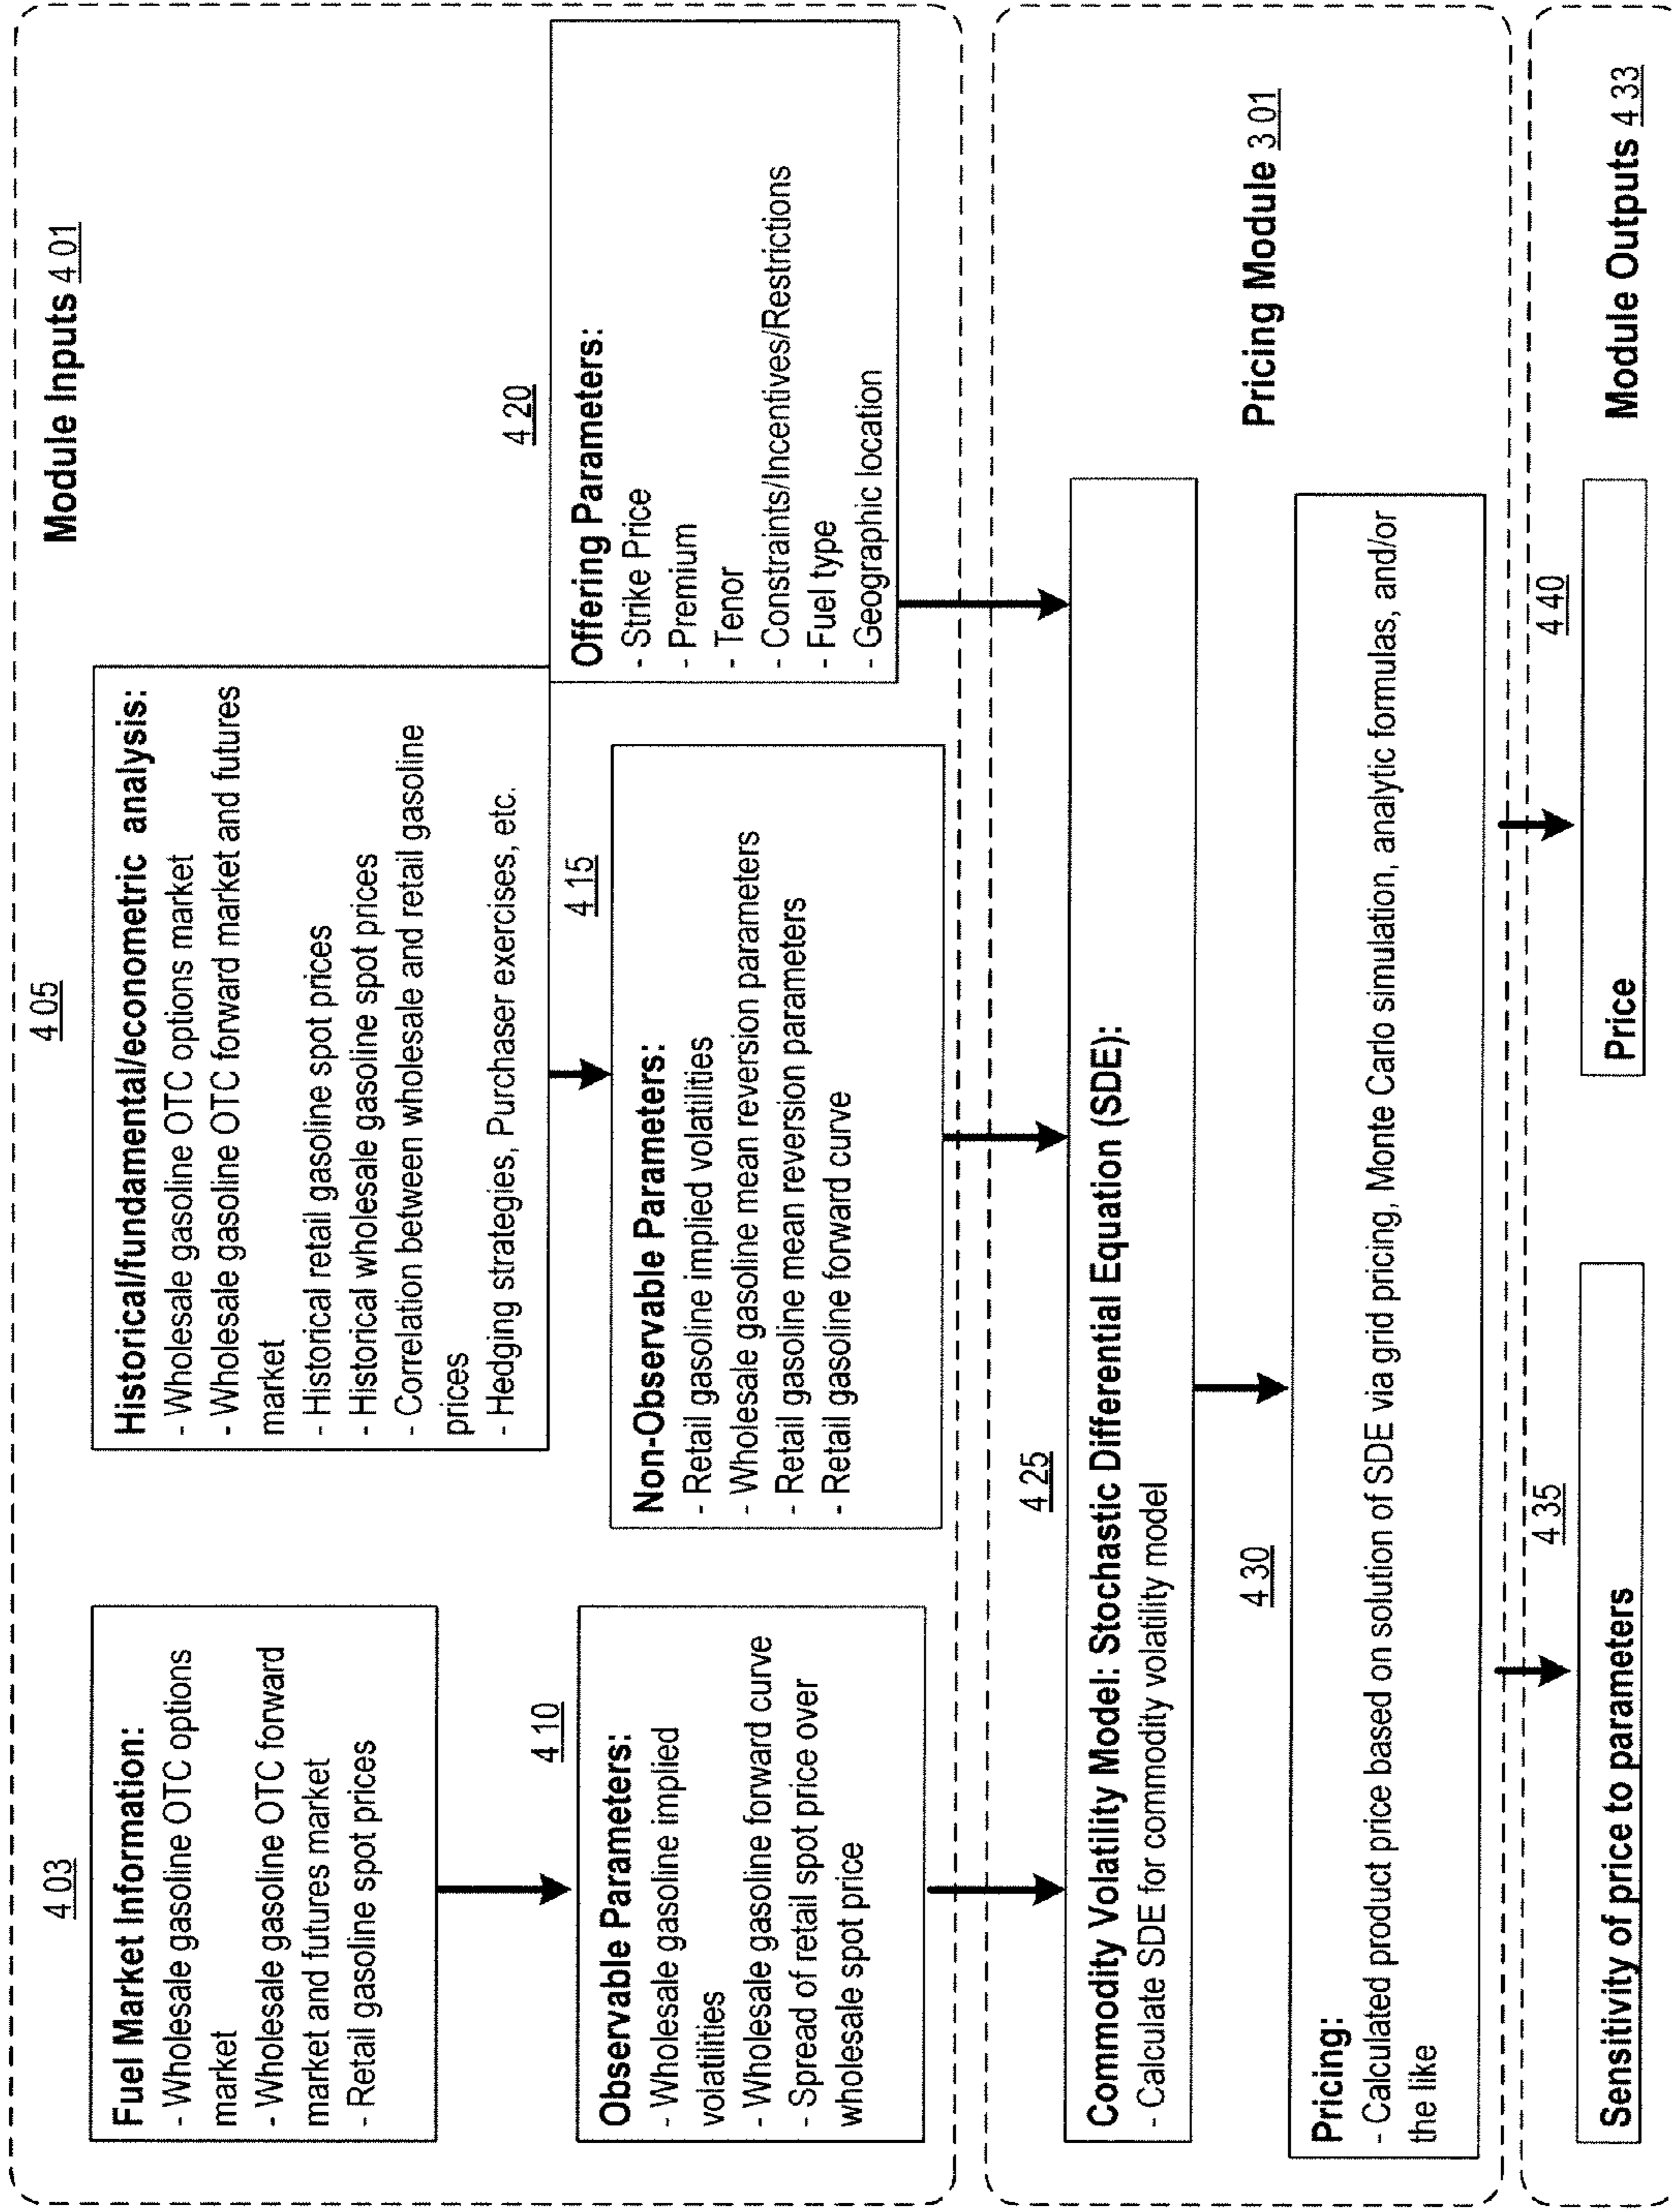 Module Inputs 4 01
4 03
Fuel Market Information:
- Wholesale gasoline OTC options
market
- Wholesale gasoline OTC forward
market and futures market
- Retail gasoline spot prices
4 05
Historical/fundamental/econometric analysis:
- Wholesale gasoline OTC options market
- Wholesale gasoline OTC forward market and futures
market
- Historical retail gasoline spot prices
- Historical wholesale gasoline spot prices
- Correlation between wholesale and retail gasoline
prices
- Hedging strategies, Purchaser exercises, etc.
4 10
Observable Parameters:
- Wholesale gasoline implied
volatilities
- Wholesale gasoline forward curve
- Spread of retail spot price over
wholesale spot price
4 15
Non-Observable Parameters:
- Retail gasoline implied volatilities
- Wholesale gasoline mean reversion parameters
- Retail gasoline mean reversion parameters
- Retail gasoline forward curve
4 20
Offering Parameters:
- Strike Price
- Premium
- Tenor
- Constraints/Incentives/Restrictions
- Fuel type
- Geographic location
4 25
Commodity Volatility Model: Stochastic Differential Equation (SDE):
- Calculate SDE for commodity volatility model
Pricing Module 3 01
4 30
Pricing:
- Calculated product price based on solution of SDE via grid pricing, Monte Carlo simulation, analytic formulas, and/or
the like
4 35
Sensitivity of price to parameters
4 40
Price
Module Outputs 4 33